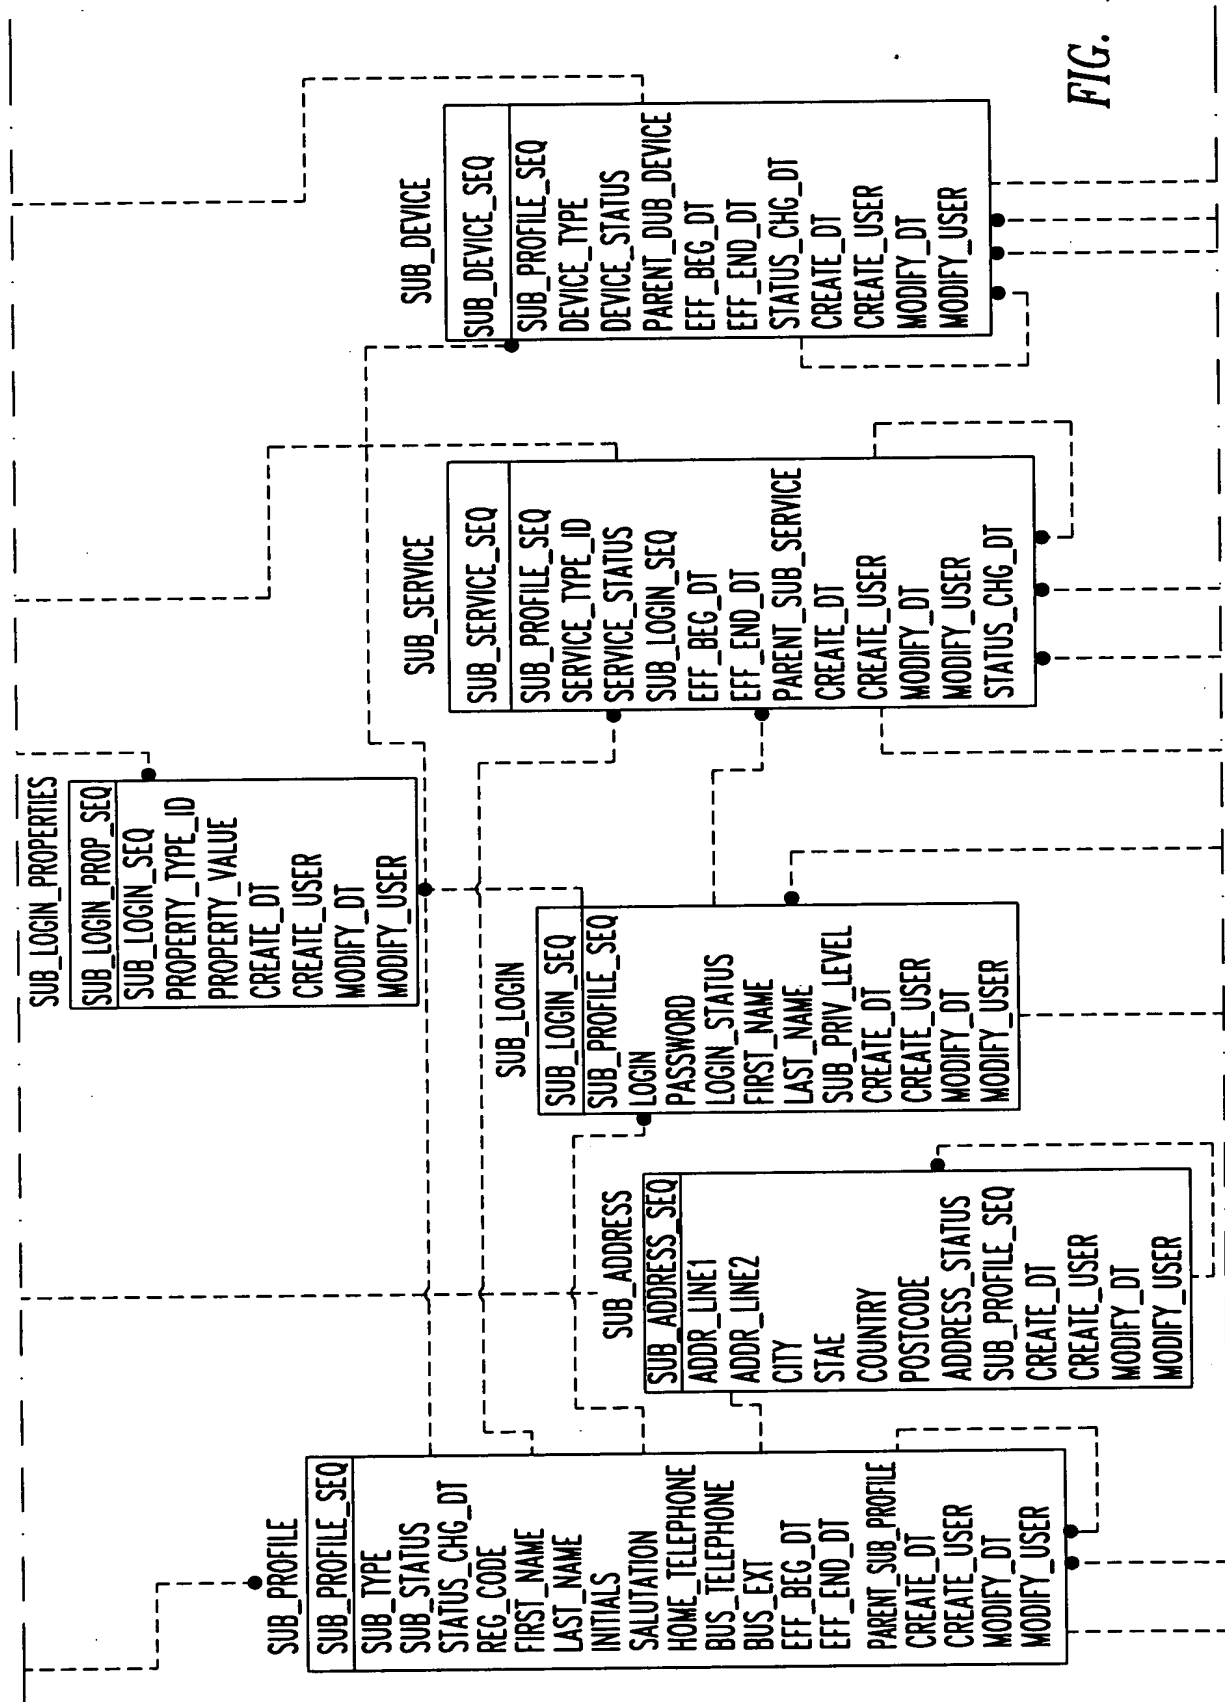 SUB_PROFILE
SUB_PROFILE_SEQ
SUB_TYPE
SUB_STATUS
STATUS_CHG_DT
REG_CODE
FIRST_NAME
LAST_NAME
INITIALS
SALUTATION
HOME_TELEPHONE
BUS_TELEPHONE
BUS_EXT
EFF_BEG_DT
EFF_END_DT
PARENT_SUB_PROFILE
CREATE_DT
CREATE_USER
MODIFY_DT
MODIFY_USER
SUB_ADDRESS
SUB_ADDRESS_SEQ
ADDR_LINE1
ADDR_LINE2
CITY
STAE
COUNTRY
POSTCODE
ADDRESS_STATUS
SUB_PROFILE_SEQ
CREATE_DT
CREATE_USER
MODIFY_DT
MODIFY_USER
SUB_LOGIN_PROPERTIES
SUB_LOGIN_PROP_SEQ
SUB_LOGIN_SEQ
PROPERTY_TYPE_ID
PROPERTY_VALUE
CREATE_DT
CREATE_USER
MODIFY_DT
MODIFY_USER
SUB_LOGIN
SUB_LOGIN_SEQ
SUB_PROFILE_SEQ
LOGIN
PASSWORD
LOGIN_STATUS
FIRST_NAME
LAST_NAME
SUB_PRIV_LEVEL
CREATE_DT
CREATE_USER
MODIFY_DT
MODIFY_USER
SUB_SERVICE
SUB_SERVICE_SEQ
SUB_PROFILE_SEQ
SERVICE_TYPE_ID
SERVICE_STATUS
SUB_LOGIN_SEQ
EFF_BEG_DT
EFF_END_DT
PARENT_SUB_SERVICE
CREATE_DT
CREATE_USER
MODIFY_DT
MODIFY_USER
STATUS_CHG_DT
SUB_DEVICE
SUB_DEVICE_SEQ
SUB_PROFILE_SEQ
DEVICE_TYPE
DEVICE_STATUS
PARENT_DUB_DEVICE
EFF_BEG_DT
EFF_END_DT
STATUS_CHG_DT
CREATE_DT
CREATE_USER
MODIFY_DT
MODIFY_USER
FIG.